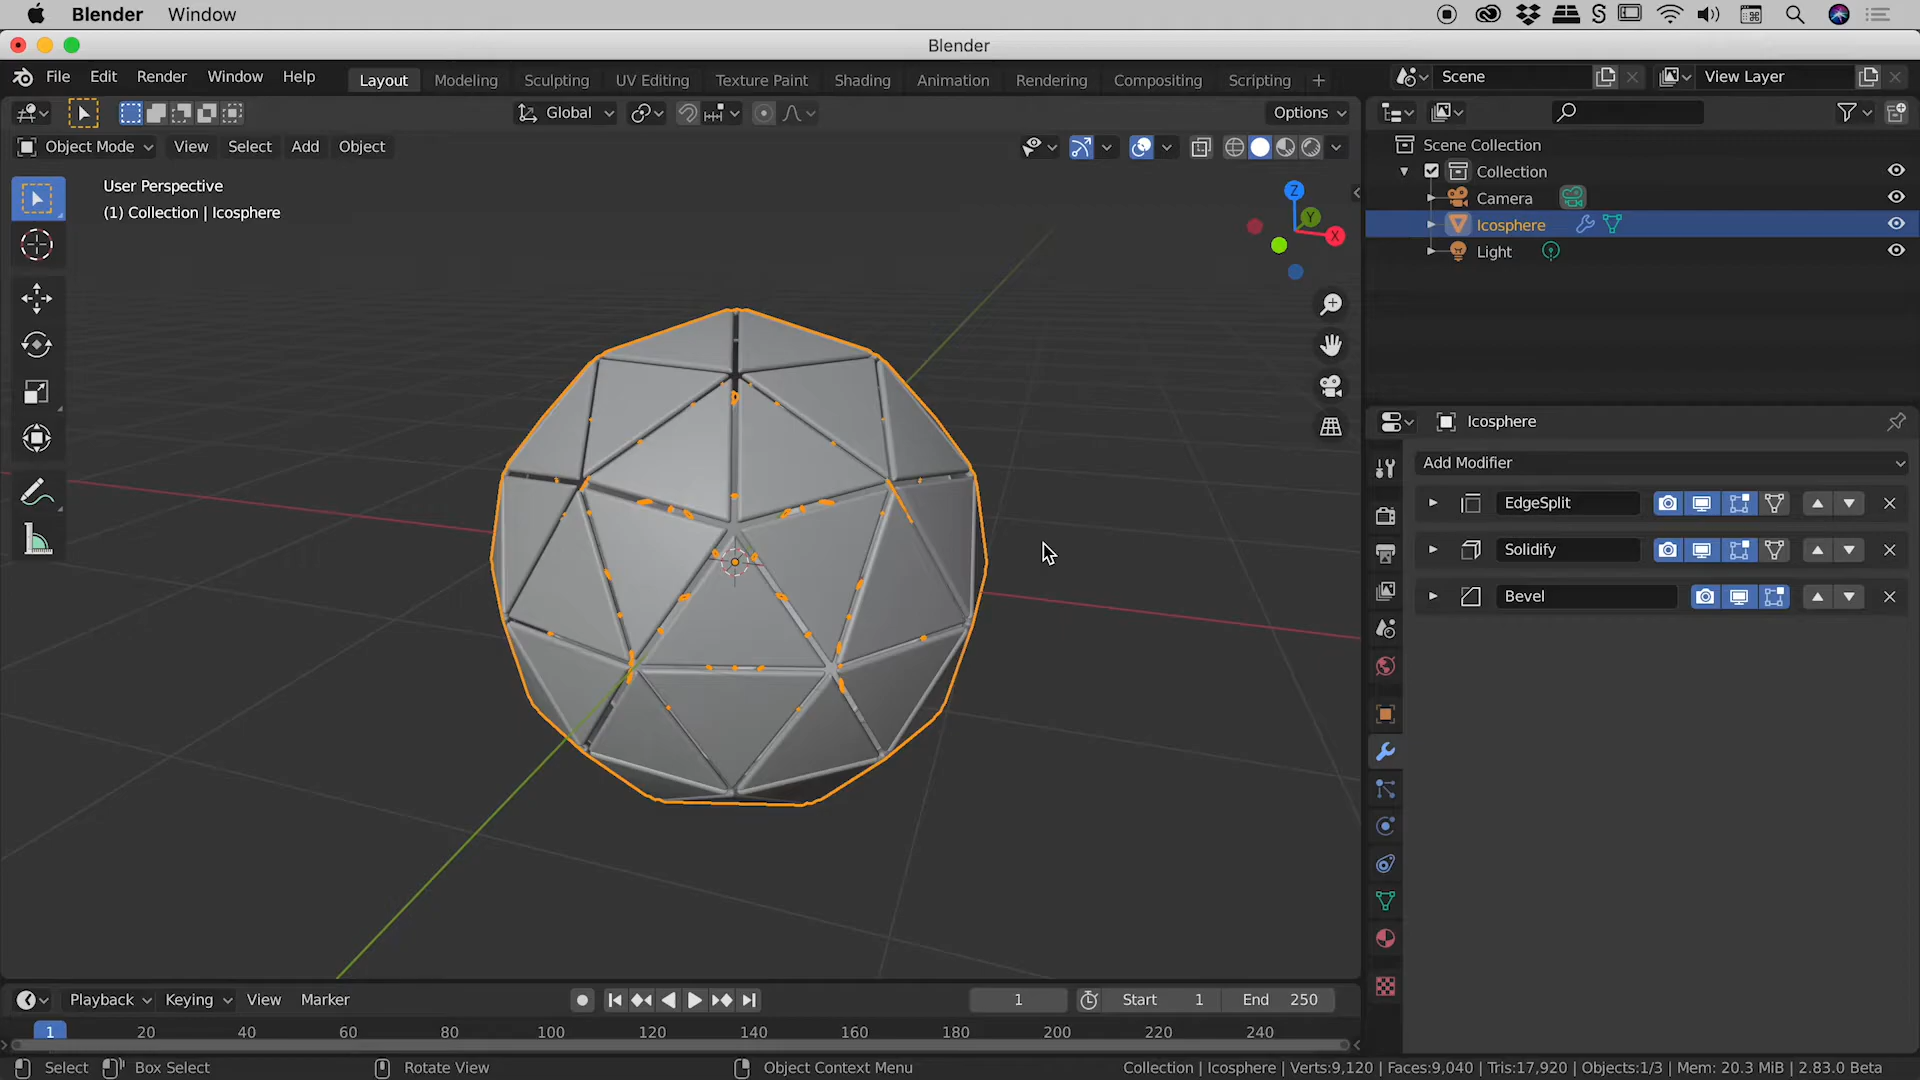 Blender Window
Blender
File Edit Render Window Help Layout Modeling Sculpting UV Editing Texture Paint Shading Animation Rendering Compositing Scripting + Scene View Layer
Global Options
Object Mode View Select Add Object
User Perspective
(1) Collection | Icosphere
Z
Y
X
Scene Collection
Collection
Camera
Icosphere
Light
Icosphere
Add Modifier
EdgeSplit
Solidify
Bevel
Playback Keying View Marker 1 Start 1 End 250
1 20 40 60 80 100 120 140 160 180 200 220 240
Select Box Select Rotate View Object Context Menu Collection | Icosphere | Verts:9,120 | Faces:9,040 | Tris:17,920 | Objects:1/3 | Mem: 20.3 MiB | 2.83.0 Beta